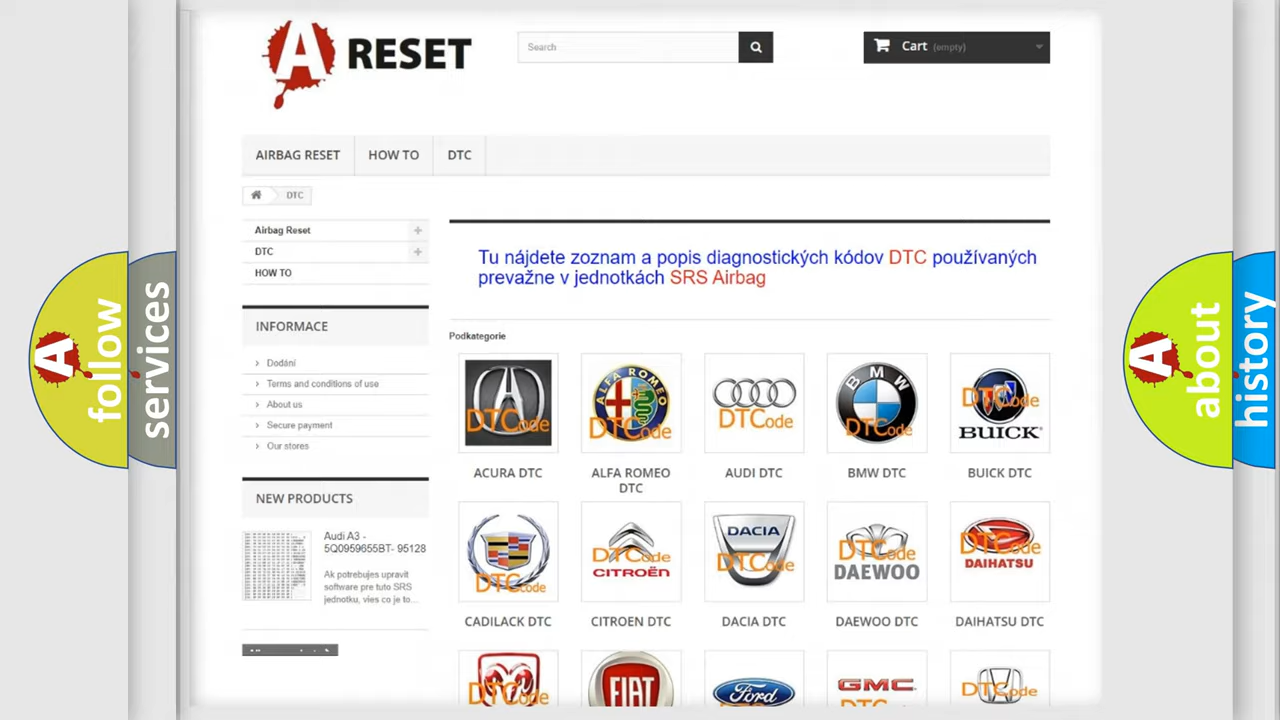 A RESET
Search
Cart (empty)
AIRBAG RESET
HOW TO
DTC
DTC
Airbag Reset
DTC
HOW TO
INFORMACE
Dodání
Terms and conditions of use
About us
Secure payment
Our stores
NEW PRODUCTS
Audi A3 -
5Q0959655BT- 95128
Ak potrebujes upravit
software pre tuto SRS
jednotku, vies co je to...
Tu nájdete zoznam a popis diagnostických kódov DTC používaných
prevažne v jednotkách SRS Airbag
Podkategorie
DTCode
ALFA ROMEO
DTCode
DTCode
BMW
DTCode
DTCode
BUICK
ACURA DTC
ALFA ROMEO
DTC
AUDI DTC
BMW DTC
BUICK DTC
DTCode
DTCode
CITROËN
DACIA
DTCode
DTCode
DAEWOO
DTCode
DAIHATSU
CADILACK DTC
CITROEN DTC
DACIA DTC
DAEWOO DTC
DAIHATSU DTC
DTCode
FIAT
Ford
GMC
DTCode
A follow
services
A about
history